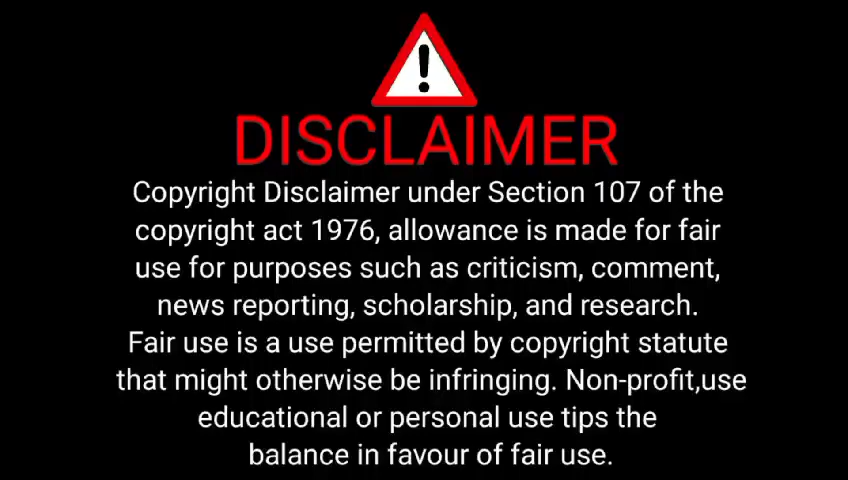 DISCLAIMER
Copyright Disclaimer under Section 107 of the
copyright act 1976, allowance is made for fair
use for purposes such as criticism, comment,
news reporting, scholarship, and research.
Fair use is a use permitted by copyright statute
that might otherwise be infringing. Non-profit,use
educational or personal use tips the
balance in favour of fair use.